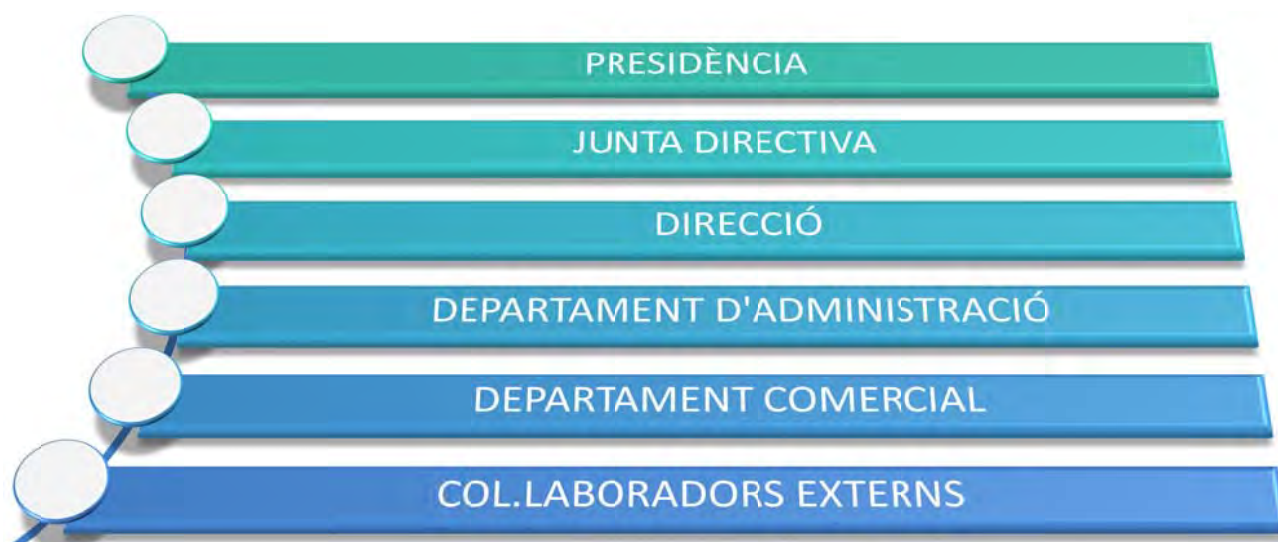 PRESIDÈNCIA
JUNTA DIRECTIVA
DIRECCIÓ
DEPARTAMENT D'ADMINISTRACIÓ
DEPARTAMENT COMERCIAL
COL.LABORADORS EXTERNS